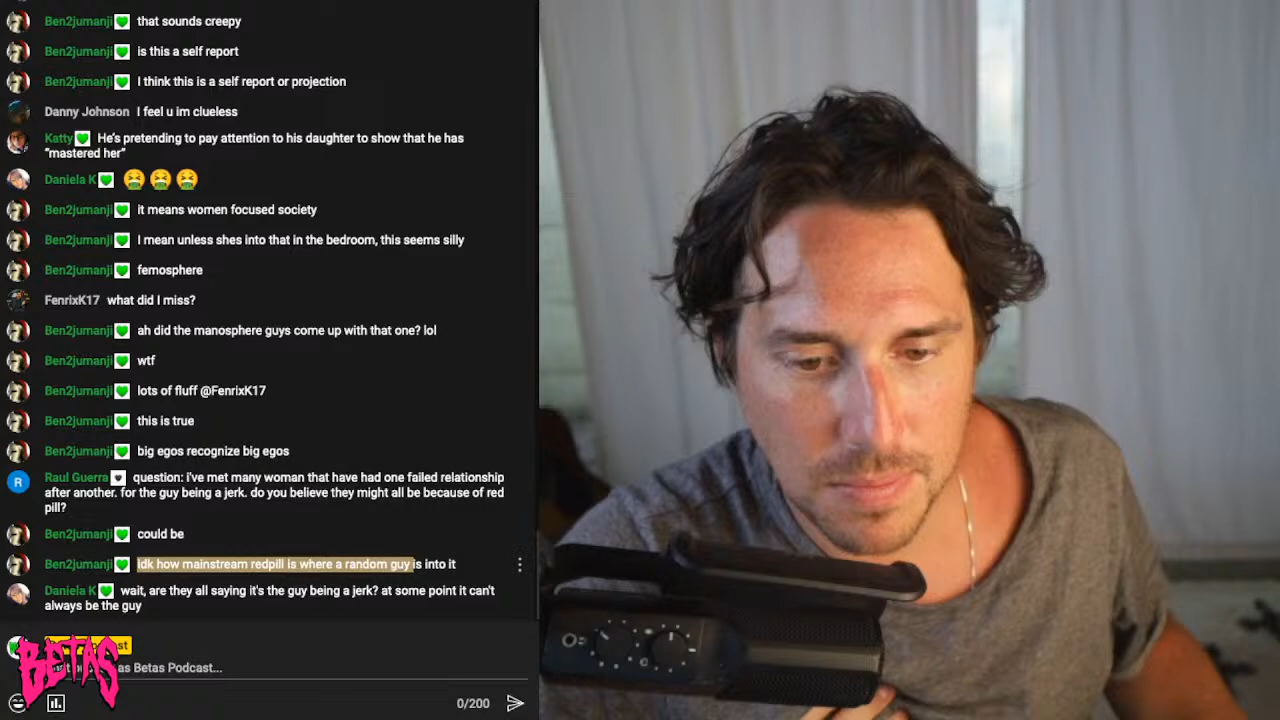 Ben2jumanji that sounds creepy
Ben2jumanji is this a self report
Ben2jumanji I think this is a self report or projection
Danny Johnson I feel u im clueless
Katty He's pretending to pay attention to his daughter to show that he has
"mastered her"
Daniela K 🤮 🤮 🤮
Ben2jumanji it means women focused society
Ben2jumanji I mean unless shes into that in the bedroom, this seems silly
Ben2jumanji femosphere
FenrixK17 what did I miss?
Ben2jumanji ah did the manosphere guys come up with that one? lol
Ben2jumanji wtf
Ben2jumanji lots of fluff @FenrixK17
Ben2jumanji this is true
Ben2jumanji big egos recognize big egos
R
Raul Guerra question: i've met many woman that have had one failed relationship
after another. for the guy being a jerk. do you believe they might all be because of red
pill?
Ben2jumanji could be
Ben2jumanji idk how mainstream redpill is where a random guy is into it
Daniela K wait, are they all saying it's the guy being a jerk? at some point it can't
always be the guy
BETAS
as Betas Podcast...
0/200